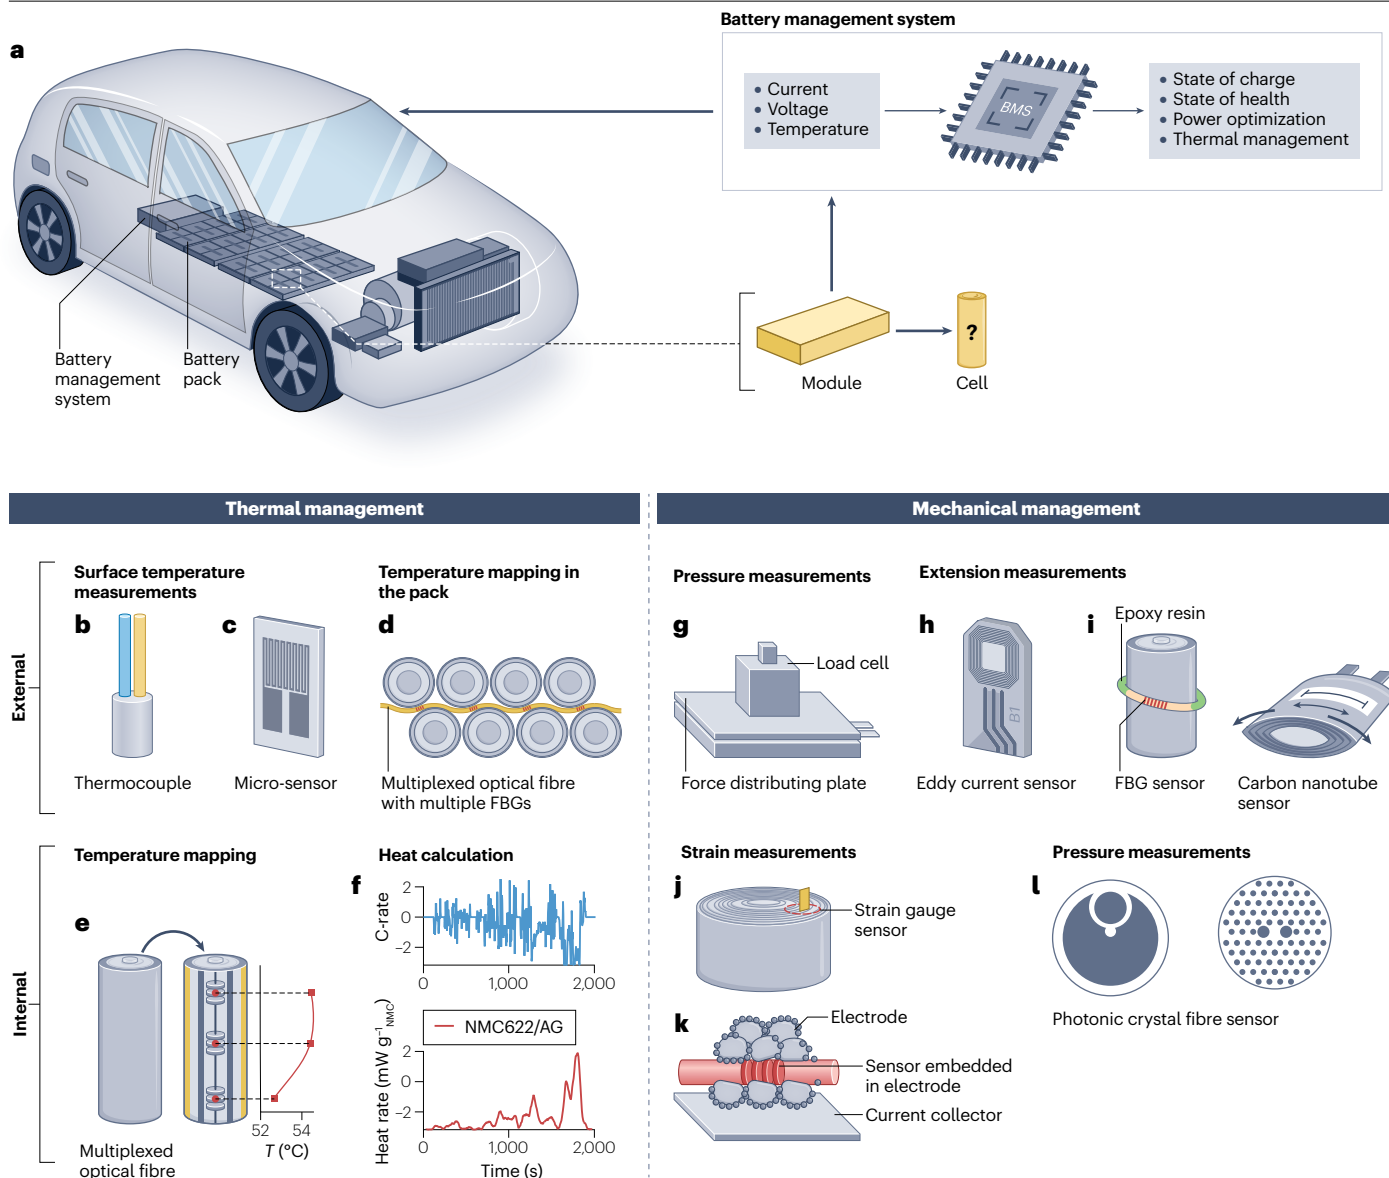 Battery management system
a
• Current
• Voltage
• Temperature
BMS
• State of charge
• State of health
• Power optimization
• Thermal management
Battery
management
system
Battery
pack
?
Module
Cell
Thermal management
Mechanical management
External
Surface temperature
measurements
b
Thermocouple
c
Micro-sensor
Temperature mapping in
the pack
d
Multiplexed optical fibre
with multiple FBGs
Pressure measurements
g
Load cell
Force distributing plate
Extension measurements
h
B1
Eddy current sensor
i
Epoxy resin
FBG sensor
Carbon nanotube
sensor
Internal
Temperature mapping
e
52 54
T (°C)
Multiplexed
optical fibre
Heat calculation
f
C-rate
2
0
−2
0 1,000 2,000
NMC622/AG
Heat rate (mW g⁻¹NMC)
2
0
−2
0 1,000 2,000
Time (s)
Strain measurements
j
Strain gauge
sensor
k
Electrode
Sensor embedded
in electrode
Current collector
Pressure measurements
l
Photonic crystal fibre sensor